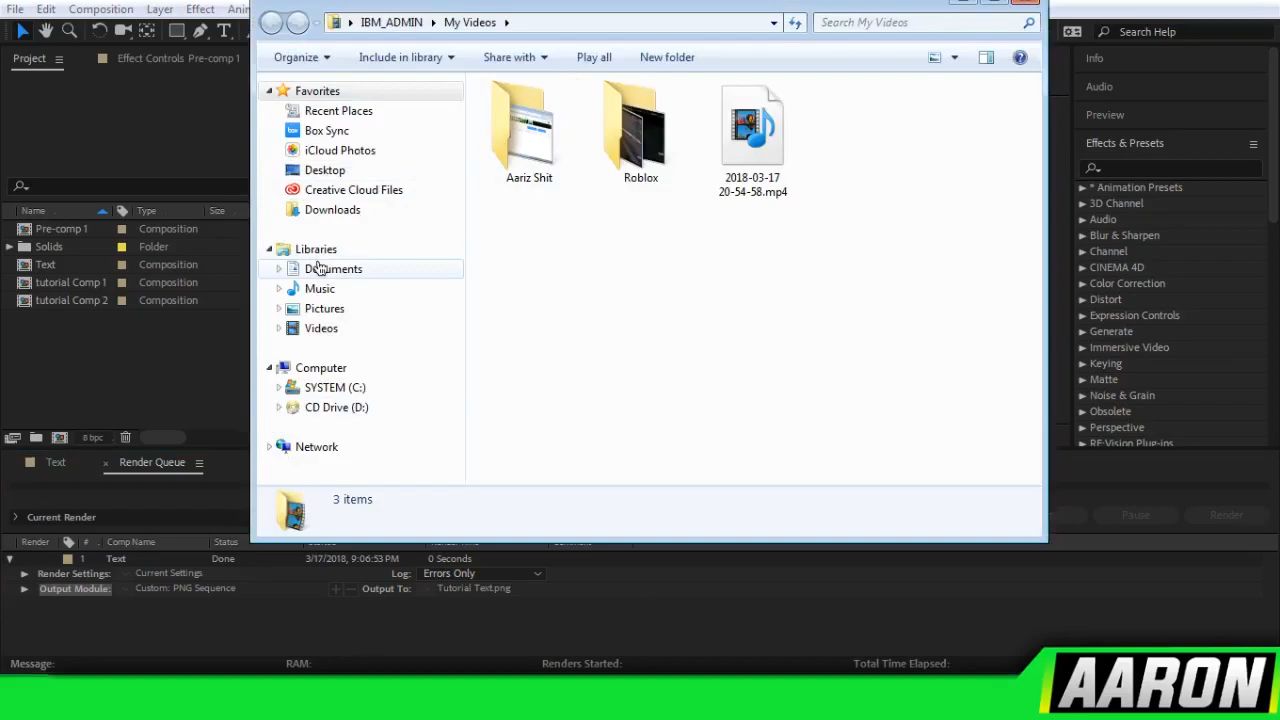 File Edit Composition Layer Effect
IBM_ADMIN My Videos
Search My Videos
Search Help
Project
Effect Controls Pre-comp 1
Organize Include in library Share with Play all New folder
Name Type Size
Pre-comp 1 Composition
Solids Folder
Text Composition
tutorial Comp 1 Composition
tutorial Comp 2 Composition
8 bpc
Favorites
Recent Places
Box Sync
iCloud Photos
Desktop
Creative Cloud Files
Downloads
Libraries
Documents
Music
Pictures
Videos
Computer
SYSTEM (C:)
CD Drive (D:)
Network
Aariz Shit
Roblox
2018-03-17
20-54-58.mp4
3 items
Info
Audio
Preview
Effects & Presets
* Animation Presets
3D Channel
Audio
Blur & Sharpen
Channel
CINEMA 4D
Color Correction
Distort
Expression Controls
Generate
Immersive Video
Keying
Matte
Noise & Grain
Obsolete
Perspective
RE:Vision Plug-ins
Text Render Queue
Current Render
Pause Render
Render # Comp Name Status
1 Text Done 3/17/2018, 9:06:53 PM 0 Seconds
Render Settings: Current Settings Log: Errors Only
Output Module: Custom: PNG Sequence Output To: Tutorial Text.png
Message: RAM: Renders Started: Total Time Elapsed:
AARON